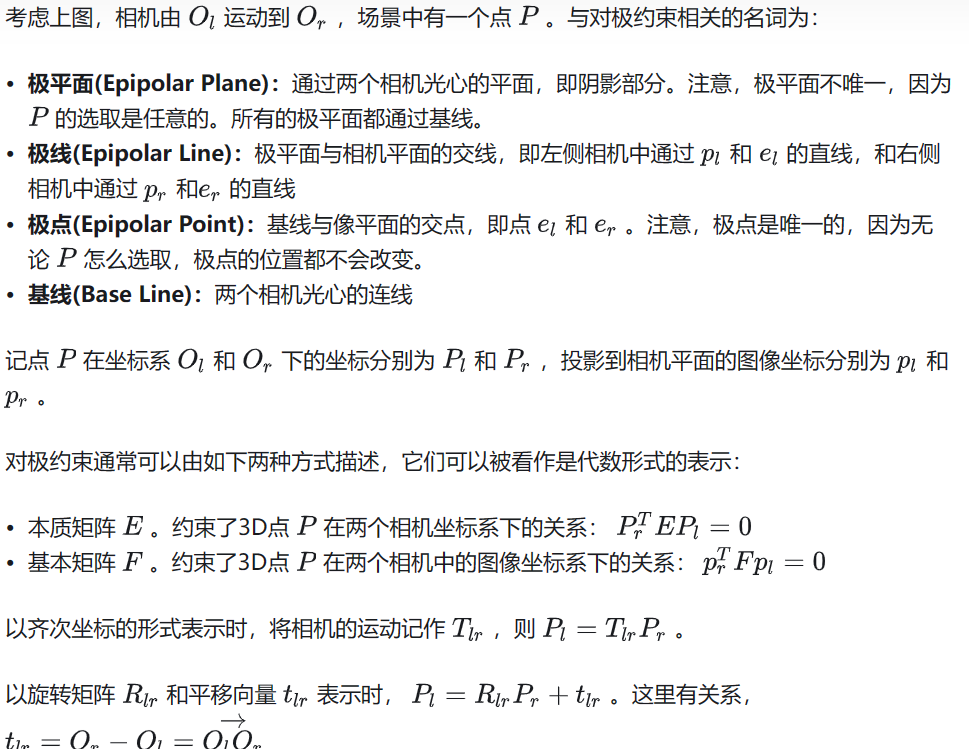 考虑上图，相机由 O_l 运动到 O_r ，场景中有一个点 P 。与对极约束相关的名词为：
• 极平面(Epipolar Plane)：通过两个相机光心的平面，即阴影部分。注意，极平面不唯一，因为
P 的选取是任意的。所有的极平面都通过基线。
• 极线(Epipolar Line)：极平面与相机平面的交线，即左侧相机中通过 p_l 和 e_l 的直线，和右侧
相机中通过 p_r 和e_r 的直线
• 极点(Epipolar Point)：基线与像平面的交点，即点 e_l 和 e_r 。注意，极点是唯一的，因为无
论 P 怎么选取，极点的位置都不会改变。
• 基线(Base Line)：两个相机光心的连线
记点 P 在坐标系 O_l 和 O_r 下的坐标分别为 P_l 和 P_r ，投影到相机平面的图像坐标分别为 p_l 和
p_r 。
对极约束通常可以由如下两种方式描述，它们可以被看作是代数形式的表示：
• 本质矩阵 E 。约束了3D点 P 在两个相机坐标系下的关系： P_r^T E P_l = 0
• 基本矩阵 F 。约束了3D点 P 在两个相机中的图像坐标系下的关系： p_r^T F p_l = 0
以齐次坐标的形式表示时，将相机的运动记作 T_{lr} ，则 P_l = T_{lr} P_r 。
以旋转矩阵 R_{lr} 和平移向量 t_{lr} 表示时， P_l = R_{lr} P_r + t_{lr} 。这里有关系，
t_{lr} = O_r − O_l = \overrightarrow{O_l O_r}